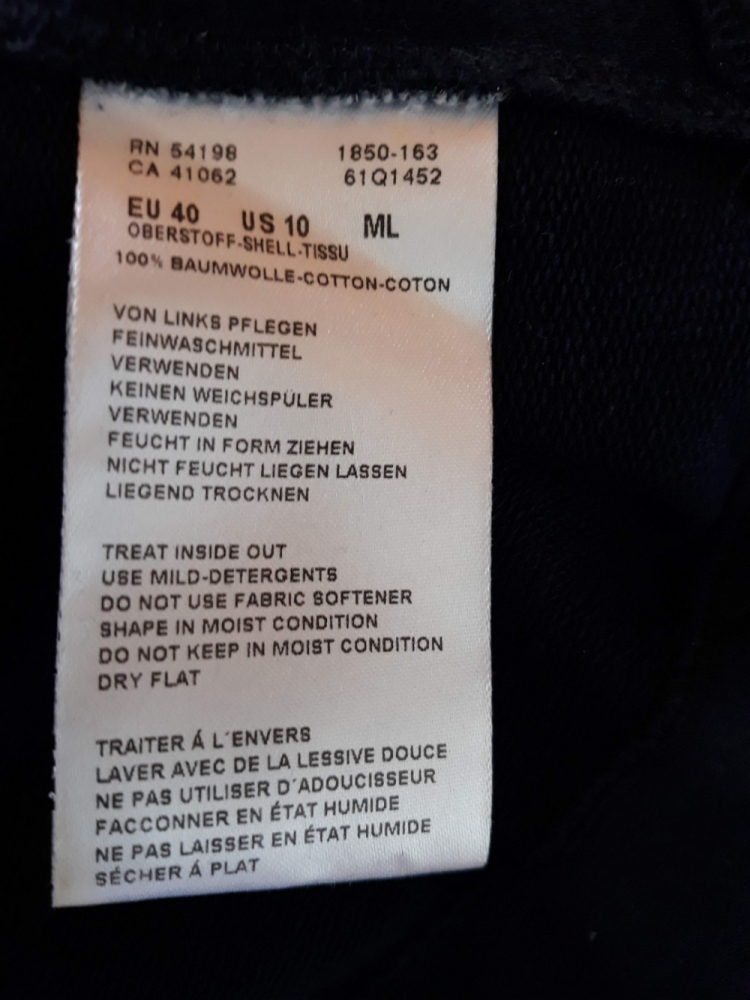 RN 54198 1850-163
CA 41062 61Q1452
EU 40 US 10 ML
OBERSTOFF-SHELL-TISSU
100% BAUMWOLLE-COTTON-COTON
VON LINKS PFLEGEN
FEINWASCHMITTEL
VERWENDEN
KEINEN WEICHSPÜLER
VERWENDEN
FEUCHT IN FORM ZIEHEN
NICHT FEUCHT LIEGEN LASSEN
LIEGEND TROCKNEN
TREAT INSIDE OUT
USE MILD-DETERGENTS
DO NOT USE FABRIC SOFTENER
SHAPE IN MOIST CONDITION
DO NOT KEEP IN MOIST CONDITION
DRY FLAT
TRAITER Á L´ENVERS
LAVER AVEC DE LA LESSIVE DOUCE
NE PAS UTILISER D´ADOUCISSEUR
FACCONNER EN ÉTAT HUMIDE
NE PAS LAISSER EN ÉTAT HUMIDE
SÉCHER Á PLAT